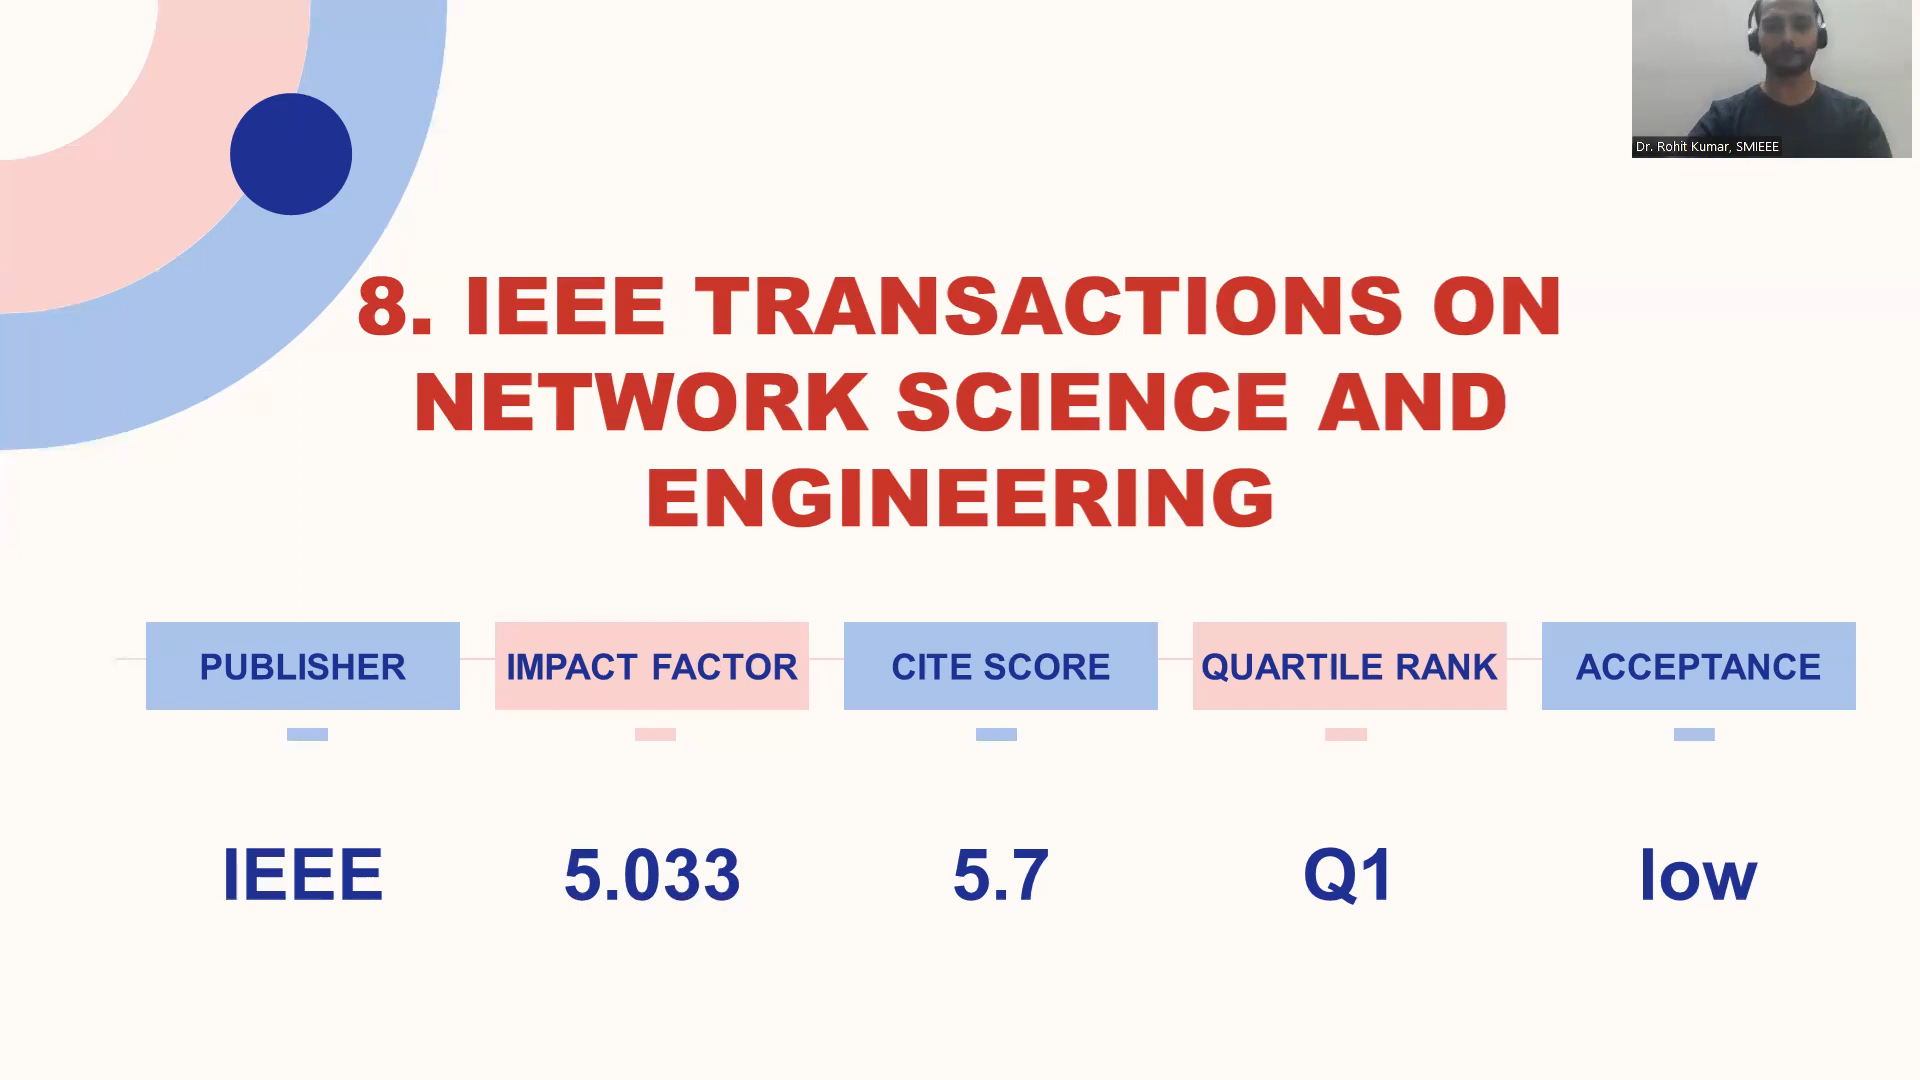 Dr. Rohit Kumar, SMIEEE
8. IEEE TRANSACTIONS ON
NETWORK SCIENCE AND
ENGINEERING
PUBLISHER
IMPACT FACTOR
CITE SCORE
QUARTILE RANK
ACCEPTANCE
IEEE
5.033
5.7
Q1
low